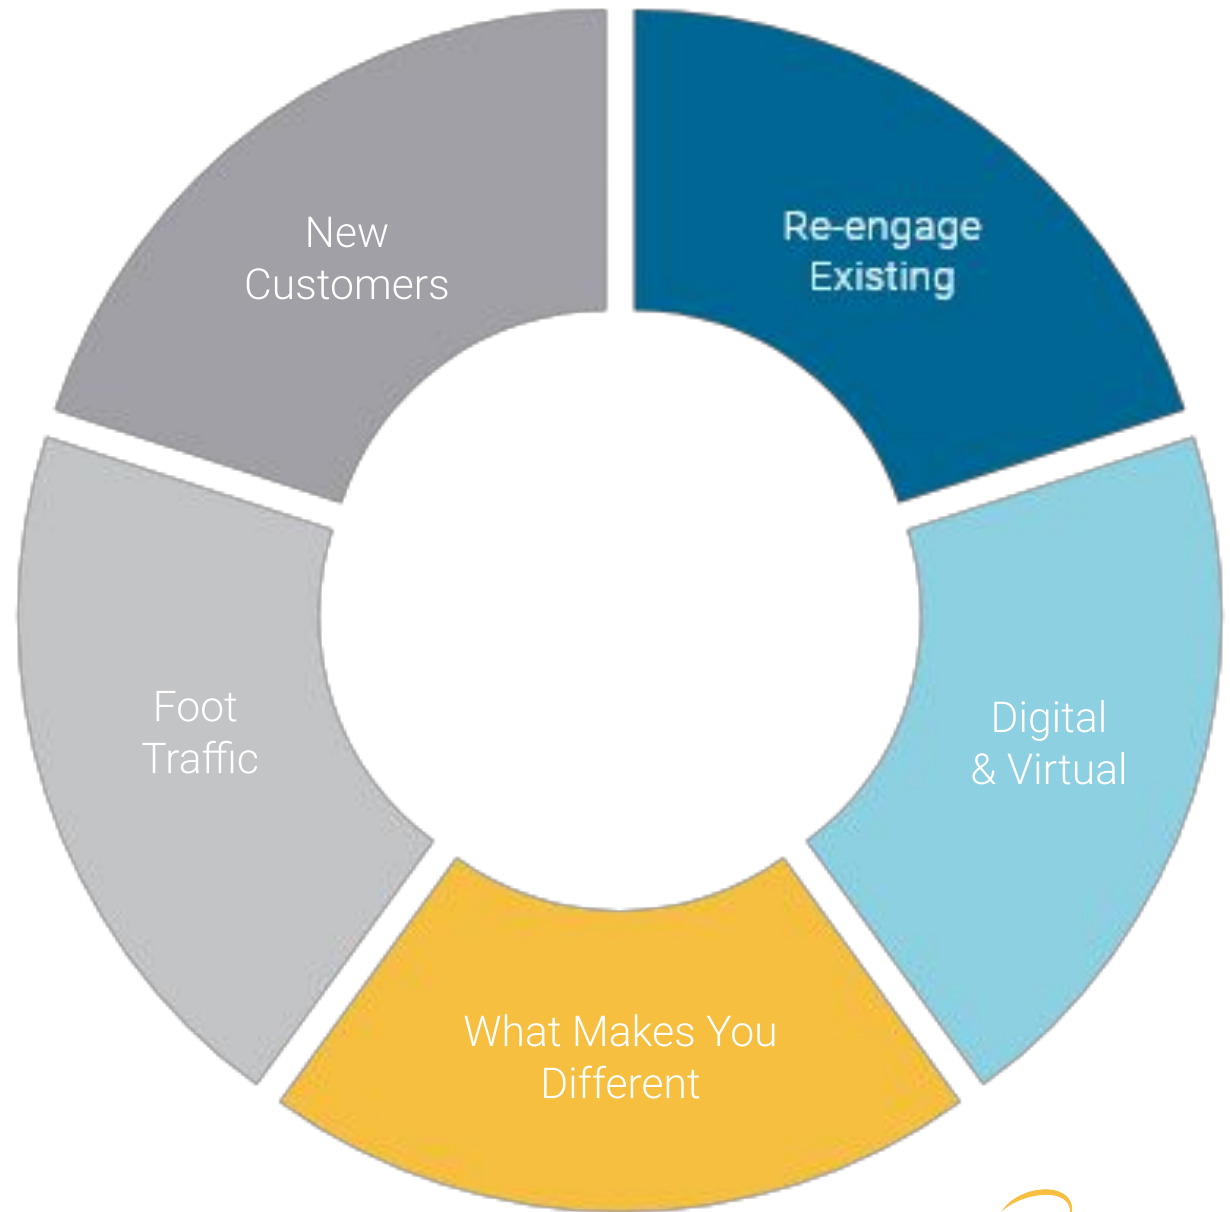 New
Customers
Re-engage
Existing
Foot
Traffic
Digital
& Virtual
What Makes You
Different